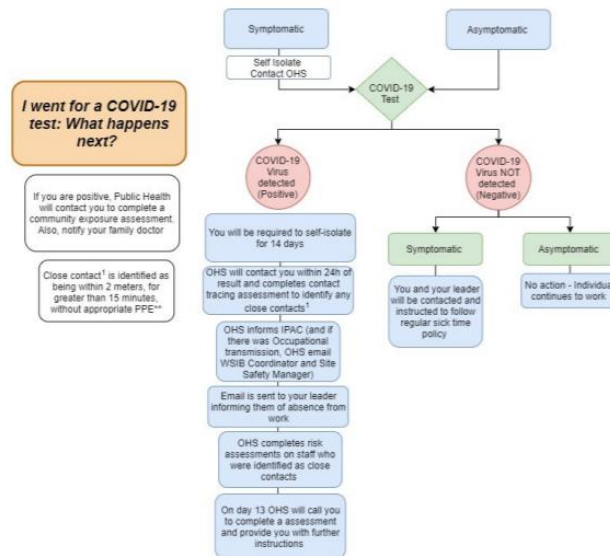 Symptomatic
Asymptomatic
Self Isolate
Contact OHS
COVID-19
Test
I went for a COVID-19
test: What happens
next?
If you are positive, Public Health
will contact you to complete a
community exposure assessment.
Also, notify your family doctor
Close contact¹ is identified as
being within 2 meters, for
greater than 15 minutes,
without appropriate PPE**
COVID-19
Virus
detected
(Positive)
COVID-19
Virus NOT
detected
(Negative)
You will be required to self-isolate
for 14 days
OHS will contact you within 24h of
result and completes contact
tracing assessment to identify any
close contacts¹
OHS informs IPAC (and if
there was Occupational
transmission, OHS email
WSIB Coordinator and Site
Safety Manager)
Email is sent to your leader
informing them of absence from
work
OHS completes risk
assessments on staff who
were identified as close
contacts
On day 13 OHS will call you
to complete a assessment
and provide you with further
instructions
Symptomatic
You and your leader
will be contacted and
instructed to follow
regular sick time
policy
Asymptomatic
No action - Individual
continues to work